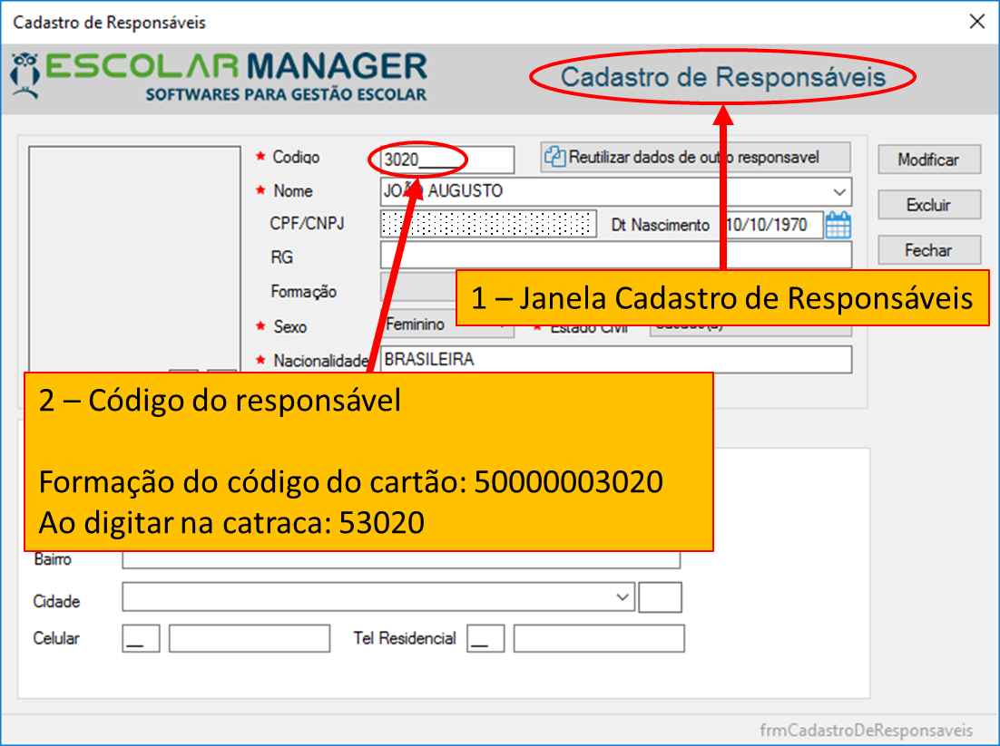 Cadastro de Responsáveis
ESCOLAR MANAGER
SOFTWARES PARA GESTÃO ESCOLAR
Cadastro de Responsáveis
* Codigo 3020____ Reutilizar dados de outro responsavel
Modificar
* Nome JOÃO AUGUSTO
Excluir
CPF/CNPJ Dt Nascimento 10/10/1970
RG
Fechar
Formação
1 – Janela Cadastro de Responsáveis
* Sexo Feminino * Estado Civil
* Nacionalidade BRASILEIRA
2 – Código do responsável
Formação do código do cartão: 50000003020
Ao digitar na catraca: 53020
Bairro
Cidade
Celular __ Tel Residencial __
frmCadastroDeResponsaveis